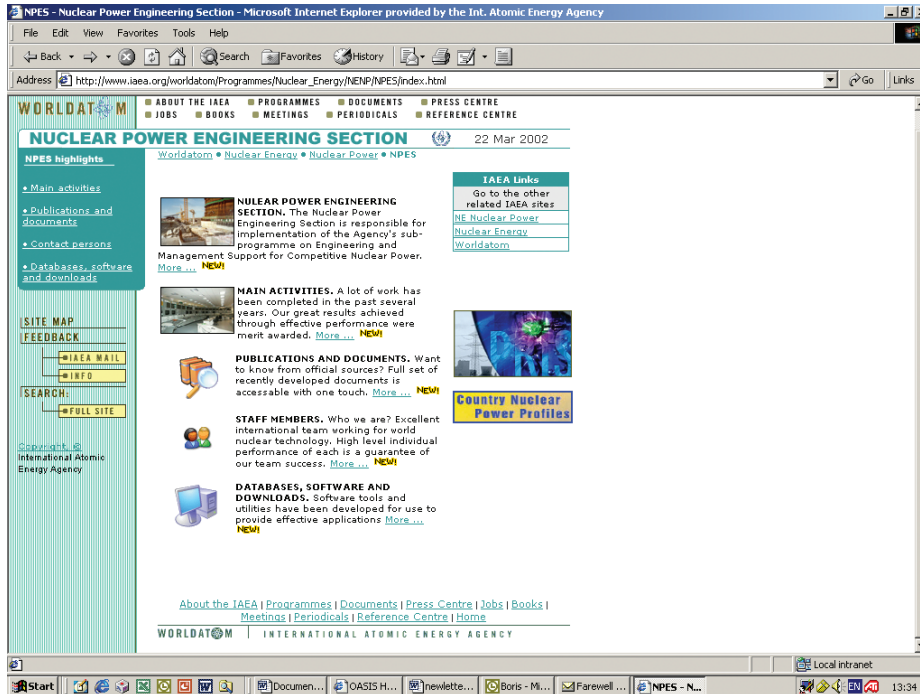 NPES - Nuclear Power Engineering Section - Microsoft Internet Explorer provided by the Int. Atomic Energy Agency
File Edit View Favorites Tools Help
Back Search Favorites History
Address http://www.iaea.org/worldatom/Programmes/Nuclear_Energy/NENP/NPES/index.html Go Links
WORLDATOM
ABOUT THE IAEA PROGRAMMES DOCUMENTS PRESS CENTRE
JOBS BOOKS MEETINGS PERIODICALS REFERENCE CENTRE
NUCLEAR POWER ENGINEERING SECTION 22 Mar 2002
Worldatom • Nuclear Energy • Nuclear Power • NPES
NPES highlights
• Main activities
• Publications and
documents
• Contact persons
• Databases, software
and downloads
SITE MAP
FEEDBACK
IAEA MAIL
INFO
SEARCH:
FULL SITE
Copyright, ©
International Atomic
Energy Agency
NULEAR POWER ENGINEERING
SECTION. The Nuclear Power
Engineering Section is responsible for
implementation of the Agency's sub-
programme on Engineering and
Management Support for Competitive Nuclear Power.
More ... NEW!
MAIN ACTIVITIES. A lot of work has
been completed in the past several
years. Our great results achieved
through effective performance were
merit awarded. More ... NEW!
PUBLICATIONS AND DOCUMENTS. Want
to know from official sources? Full set of
recently developed documents is
accessable with one touch. More ... NEW!
STAFF MEMBERS. Who we are? Excellent
international team working for world
nuclear technology. High level individual
performance of each is a guarantee of
our team success. More ... NEW!
DATABASES, SOFTWARE AND
DOWNLOADS. Software tools and
utilities have been developed for use to
provide effective applications More ...
NEW!
IAEA Links
Go to the other
related IAEA sites
NE Nuclear Power
Nuclear Energy
Worldatom
PRIS
Country Nuclear
Power Profiles
About the IAEA | Programmes | Documents | Press Centre | Jobs | Books |
Meetings | Periodicals | Reference Centre | Home
WORLDATOM | INTERNATIONAL ATOMIC ENERGY AGENCY
Local intranet
Start Documen... OASIS H... newlette... Boris - Mi... Farewell ... NPES - N... EN 13:34